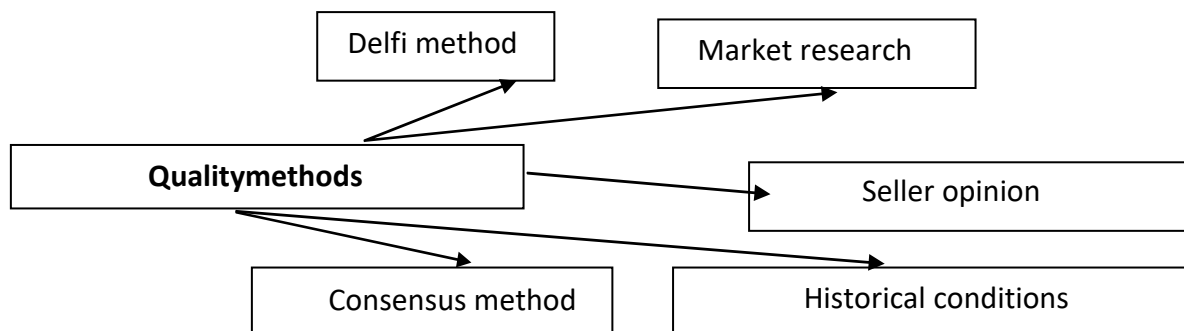 Delfi method
Market research
Qualitymethods
Seller opinion
Consensus method
Historical conditions